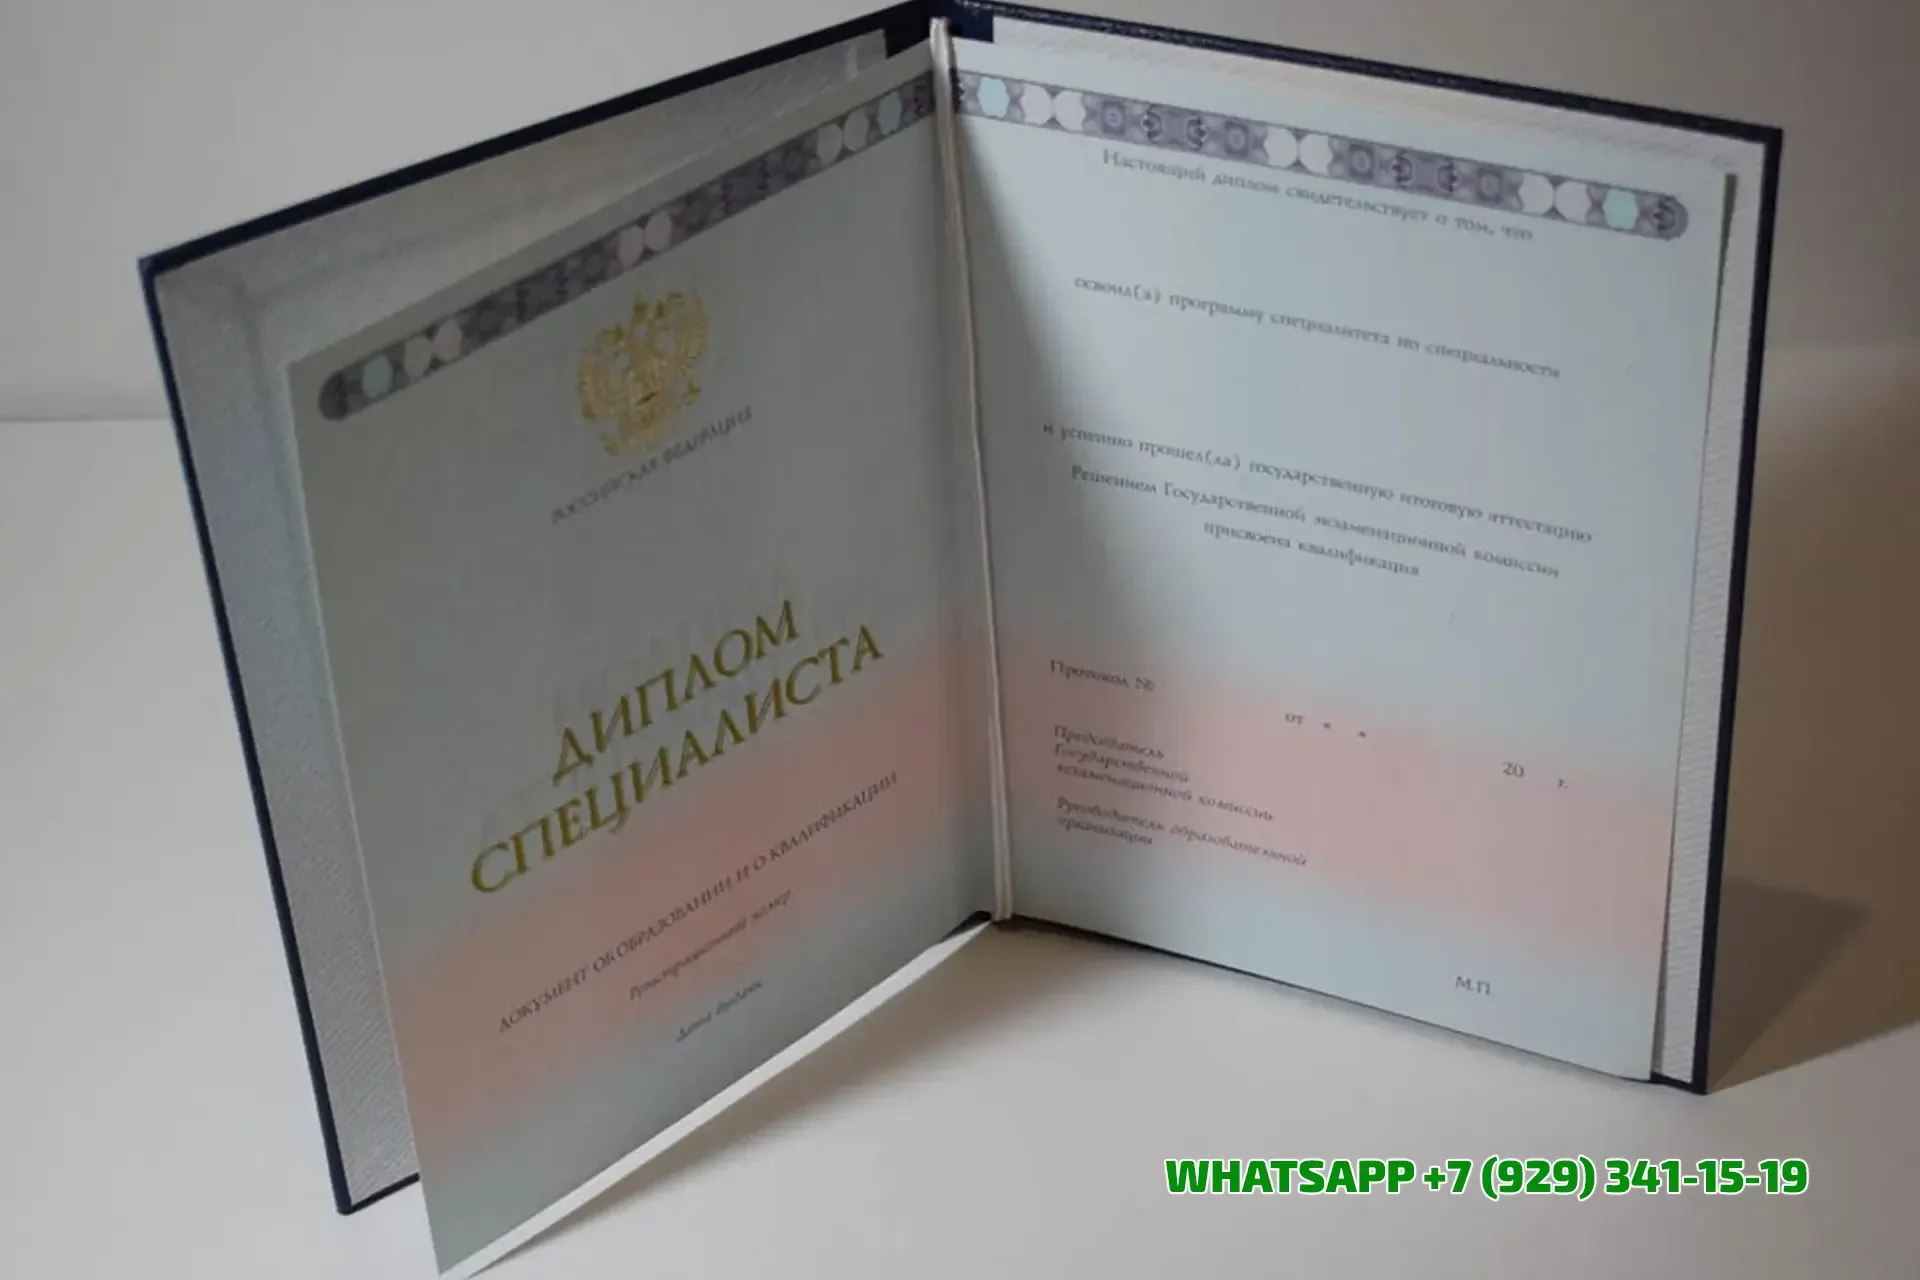 РОССИЙСКАЯ ФЕДЕРАЦИЯ
ДИПЛОМ
СПЕЦИАЛИСТА
ДОКУМЕНТ ОБ ОБРАЗОВАНИИ И О КВАЛИФИКАЦИИ
Регистрационный номер
Дата выдачи
Настоящий диплом свидетельствует о том, что
освоил(а) программу специалитета по специальности
и успешно прошел(ла) государственную итоговую аттестацию
Решением Государственной экзаменационной комиссии
присвоена квалификация
Протокол №
от « » 20 г.
Председатель
Государственной
экзаменационной комиссии
Руководитель образовательной
организации
М.П.
WHATSAPP +7 (929) 341-15-19